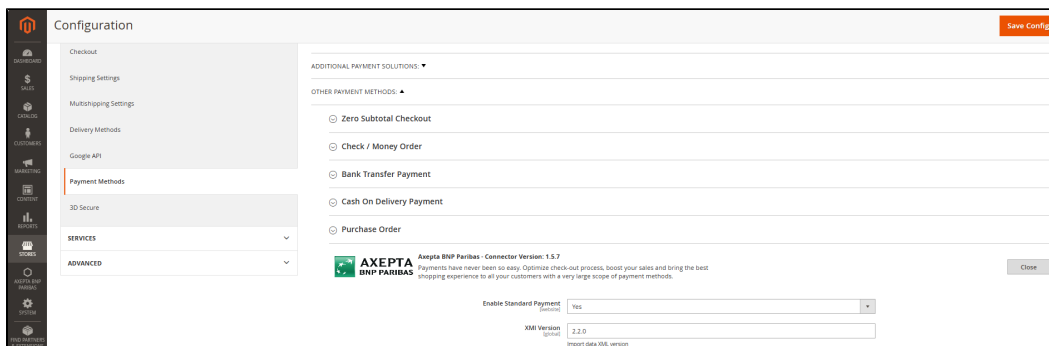 Configuration
Save Config
DASHBOARD
SALES
CATALOG
CUSTOMERS
MARKETING
CONTENT
REPORTS
STORES
AXEPTA BNP
PARIBAS
SYSTEM
FIND PARTNERS
& EXTENSIONS
Checkout
Shipping Settings
Multishipping Settings
Delivery Methods
Google API
Payment Methods
3D Secure
SERVICES
ADVANCED
ADDITIONAL PAYMENT SOLUTIONS:
OTHER PAYMENT METHODS:
Zero Subtotal Checkout
Check / Money Order
Bank Transfer Payment
Cash On Delivery Payment
Purchase Order
AXEPTA
BNP PARIBAS
Axepta BNP Paribas - Connector Version: 1.5.7
Payments have never been so easy. Optimize check-out process, boost your sales and bring the best
shopping experience to all your customers with a very large scope of payment methods.
Close
Enable Standard Payment
[website]
Yes
XMl Version
[global]
2.2.0
Import data XML version